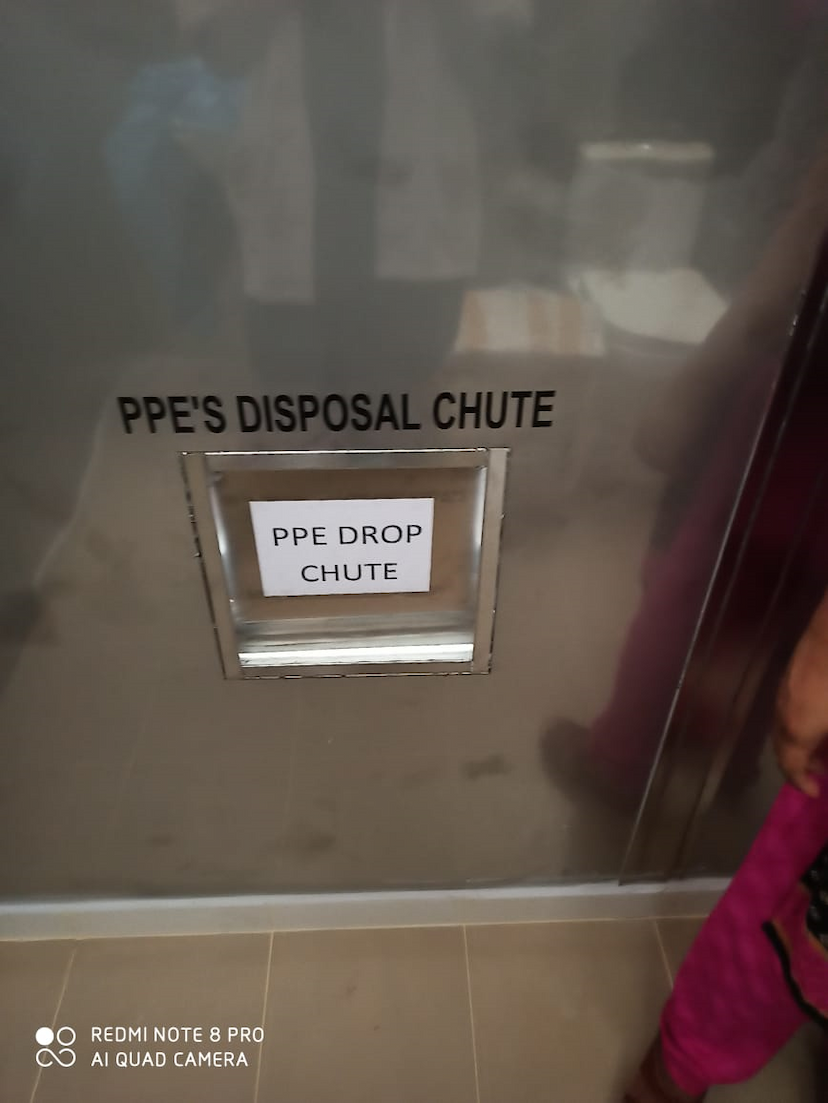 PPE'S DISPOSAL CHUTE
PPE DROP
CHUTE
REDMI NOTE 8 PRO
AI QUAD CAMERA